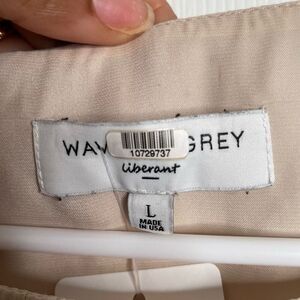 WAV GREY
10729737
liberant
L
MADE
IN USA